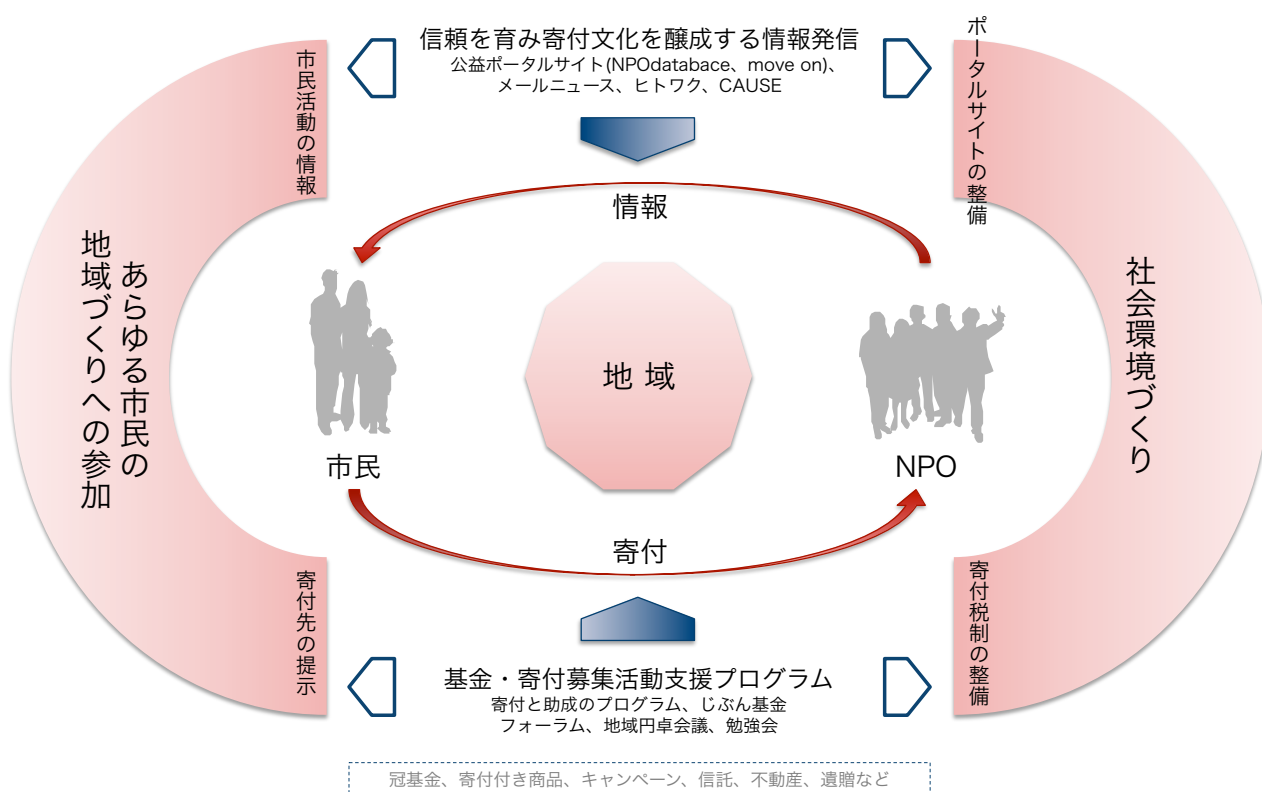 信頼を育み寄付文化を醸成する情報発信
公益ポータルサイト(NPOdatabace、move on)、
メールニュース、ヒトワク、CAUSE
市民活動の情報
ポータルサイトの整備
情報
あらゆる市民の
地域づくりへの参加
地 域
社会環境づくり
市民
NPO
寄付
寄付先の提示
寄付税制の整備
基金・寄付募集活動支援プログラム
寄付と助成のプログラム、じぶん基金
フォーラム、地域円卓会議、勉強会
冠基金、寄付付き商品、キャンペーン、信託、不動産、遺贈など